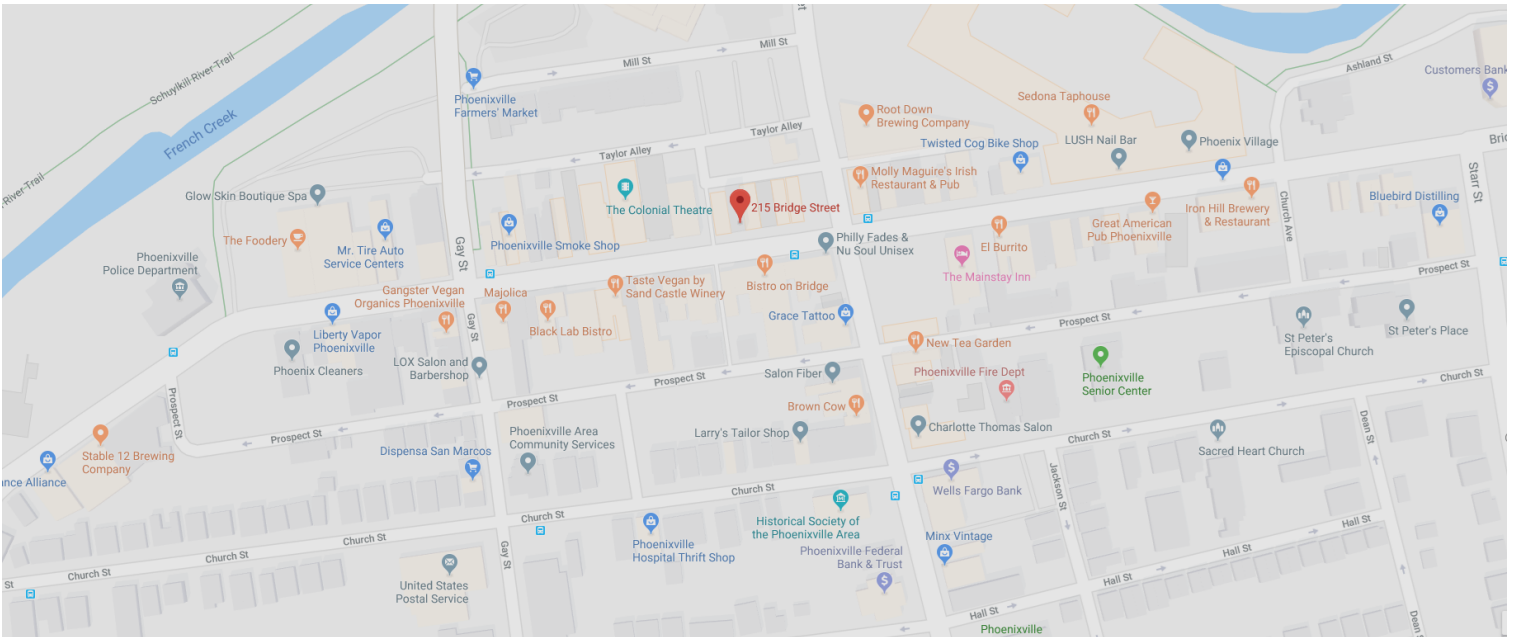 Mill St
Mill St
Ashland St
Customers Bank
Schuylkill River Trail
French Creek
Phoenixville
Farmers' Market
Root Down
Brewing Company
Sedona Taphouse
Taylor Alley
Taylor Alley
Twisted Cog Bike Shop
LUSH Nail Bar
Phoenix Village
-River-Trail
Starr St
Glow Skin Boutique Spa
The Colonial Theatre
215 Bridge Street
Molly Maguire's Irish
Restaurant & Pub
Bluebird Distilling
Iron Hill Brewery
& Restaurant
Church Ave
Great American
Pub Phoenixville
The Foodery
Mr. Tire Auto
Service Centers
Gay St
Phoenixville Smoke Shop
Philly Fades &
Nu Soul Unisex
El Burrito
Phoenixville
Police Department
The Mainstay Inn
Prospect St
Gangster Vegan
Organics Phoenixville
Majolica
Taste Vegan by
Sand Castle Winery
Bistro on Bridge
Black Lab Bistro
Grace Tattoo
Prospect St
St Peter's
Episcopal Church
St Peter's Place
Liberty Vapor
Phoenixville
Gay St
New Tea Garden
Phoenix Cleaners
LOX Salon and
Barbershop
Salon Fiber
Phoenixville Fire Dept
Phoenixville
Senior Center
Church St
Prospect St
Prospect St
Prospect St
Prospect St
Brown Cow
Phoenixville Area
Community Services
Larry's Tailor Shop
Charlotte Thomas Salon
Church St
Dean St
Stable 12 Brewing
Company
Dispensa San Marcos
Sacred Heart Church
nce Alliance
Wells Fargo Bank
Jackson St
Church St
Church St
Historical Society of
the Phoenixville Area
Hall St
Phoenixville
Hospital Thrift Shop
Minx Vintage
Gay St
Church St
Church St
Phoenixville Federal
Bank & Trust
Hall St
Church St
St
United States
Postal Service
Hall St
Hall St
Dean St
Phoenixville